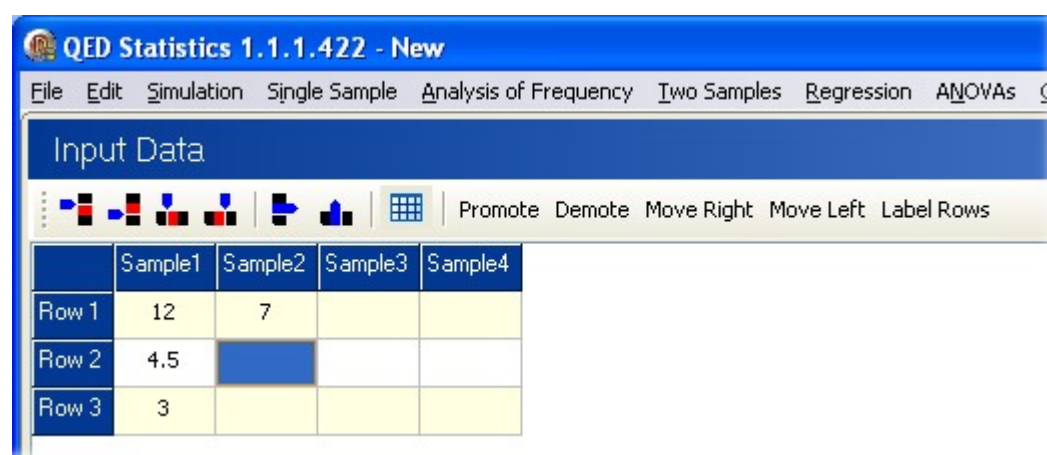 QED Statistics 1.1.1.422 - New
File Edit Simulation Single Sample Analysis of Frequency Two Samples Regression ANOVAs
Input Data
Promote Demote Move Right Move Left Label Rows
Sample1 Sample2 Sample3 Sample4
Row 1 12 7
Row 2 4.5
Row 3 3